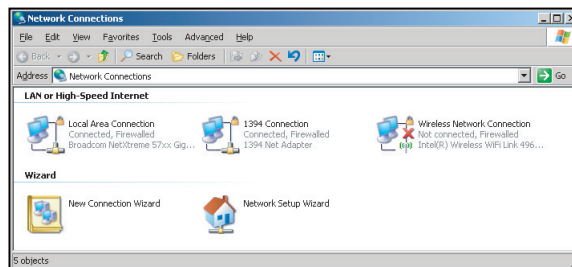 Network Connections
File Edit View Favorites Tools Advanced Help
Back Search Folders
Address Network Connections Go
LAN or High-Speed Internet
Local Area Connection
Connected, Firewalled
Broadcom NetXtreme 57xx Gig...
1394 Connection
Connected, Firewalled
1394 Net Adapter
Wireless Network Connection
Not connected, Firewalled
Intel(R) Wireless WiFi Link 496...
Wizard
New Connection Wizard
Network Setup Wizard
5 objects